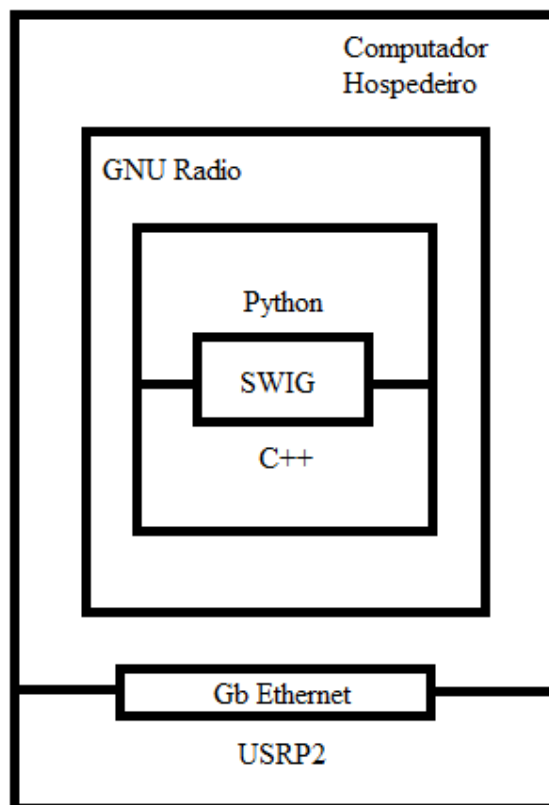 Computador
Hospedeiro
GNU Radio
Python
SWIG
C++
Gb Ethernet
USRP2